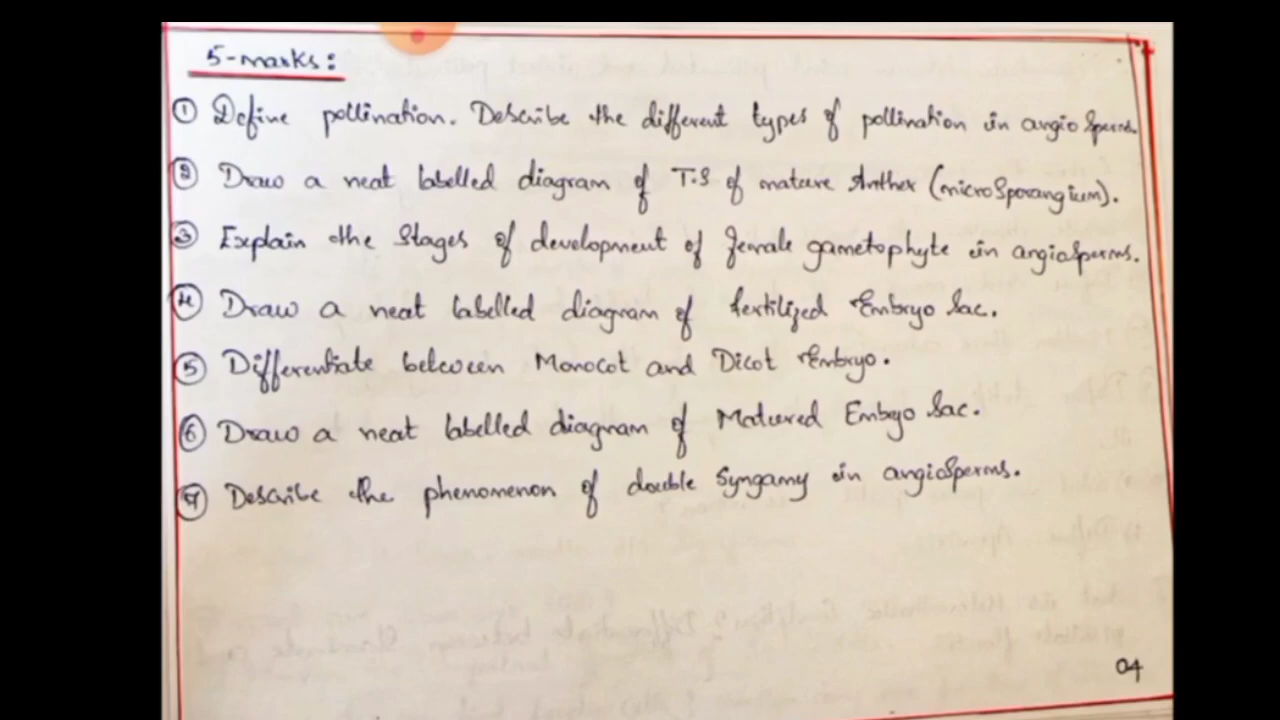 5-marks:
① Define pollination. Describe the different types of pollination in angiosperms.
② Draw a neat labelled diagram of T.S of mature Anther (microsporangium).
③ Explain the stages of development of female gametophyte in angiosperms.
④ Draw a neat labelled diagram of fertilized Embryo Sac.
⑤ Differentiate between Monocot and Dicot Embryo.
⑥ Draw a neat labelled diagram of Matured Embryo Sac.
⑦ Describe the phenomenon of double Syngamy in angiosperms.
04